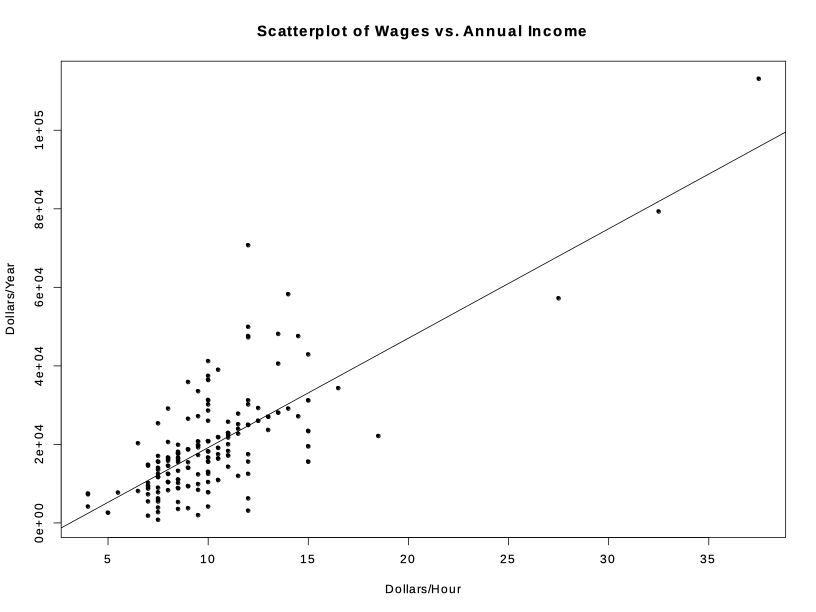 Scatterplot of Wages vs. Annual Income
1e+05
8e+04
6e+04
4e+04
2e+04
0e+00
Dollars/Year
5 10 15 20 25 30 35
Dollars/Hour